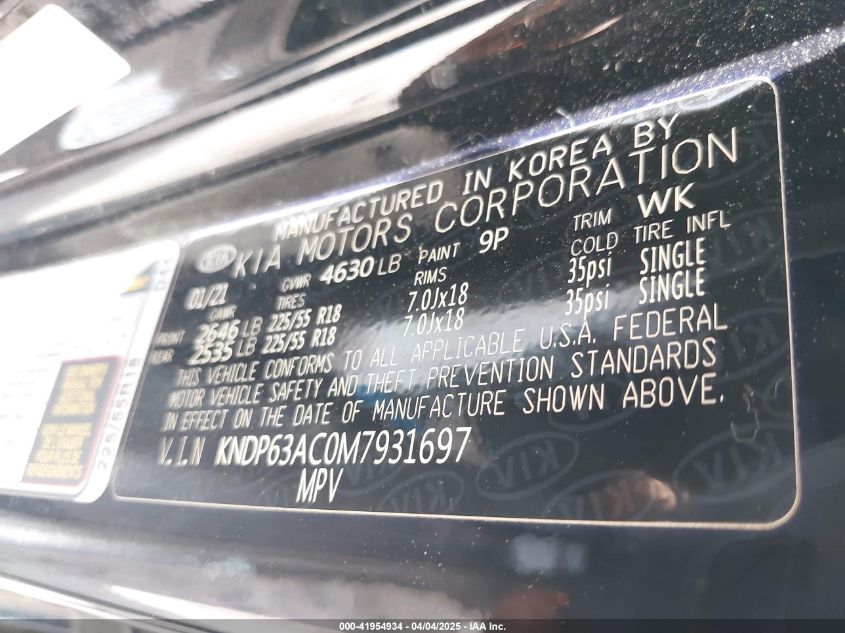 MANUFACTURED IN KOREA BY
KIA KIA MOTORS CORPORATION
01/21 GVWR 4630 LB PAINT 9P TRIM WK
GAWR TIRES RIMS COLD TIRE INFL
FRONT 2646 LB 225/55 R18 7.0Jx18 35psi SINGLE
REAR 2535 LB 225/55 R18 7.0Jx18 35psi SINGLE
THIS VEHICLE CONFORMS TO ALL APPLICABLE U.S.A. FEDERAL
MOTOR VEHICLE SAFETY AND THEFT PREVENTION STANDARDS
IN EFFECT ON THE DATE OF MANUFACTURE SHOWN ABOVE.
V.I.N KNDP63AC0M7931697
MPV
225/55R18
000-41954934 - 04/04/2025 - IAA Inc.